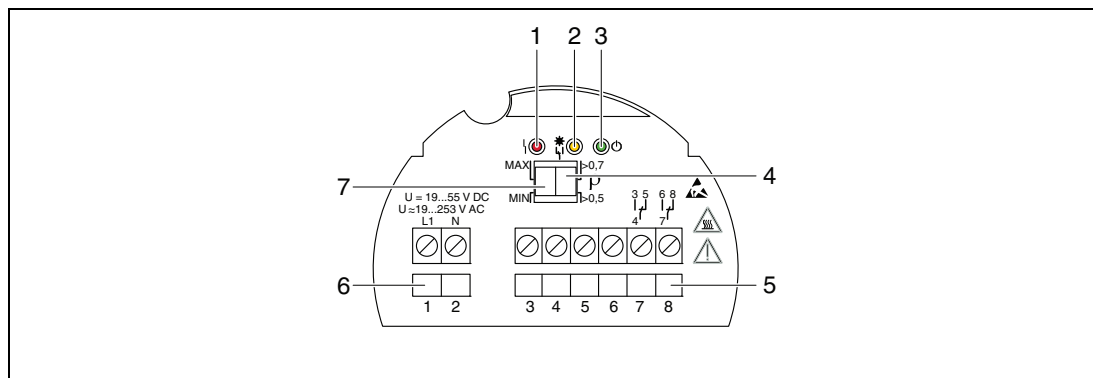 1 2 3
MAX >0,7
4
7
MIN >0,5
U = 19...55 V DC
U ≈19...253 V AC
L1 N
3 5 6 8
4 7
6 5
1 2 3 4 5 6 7 8